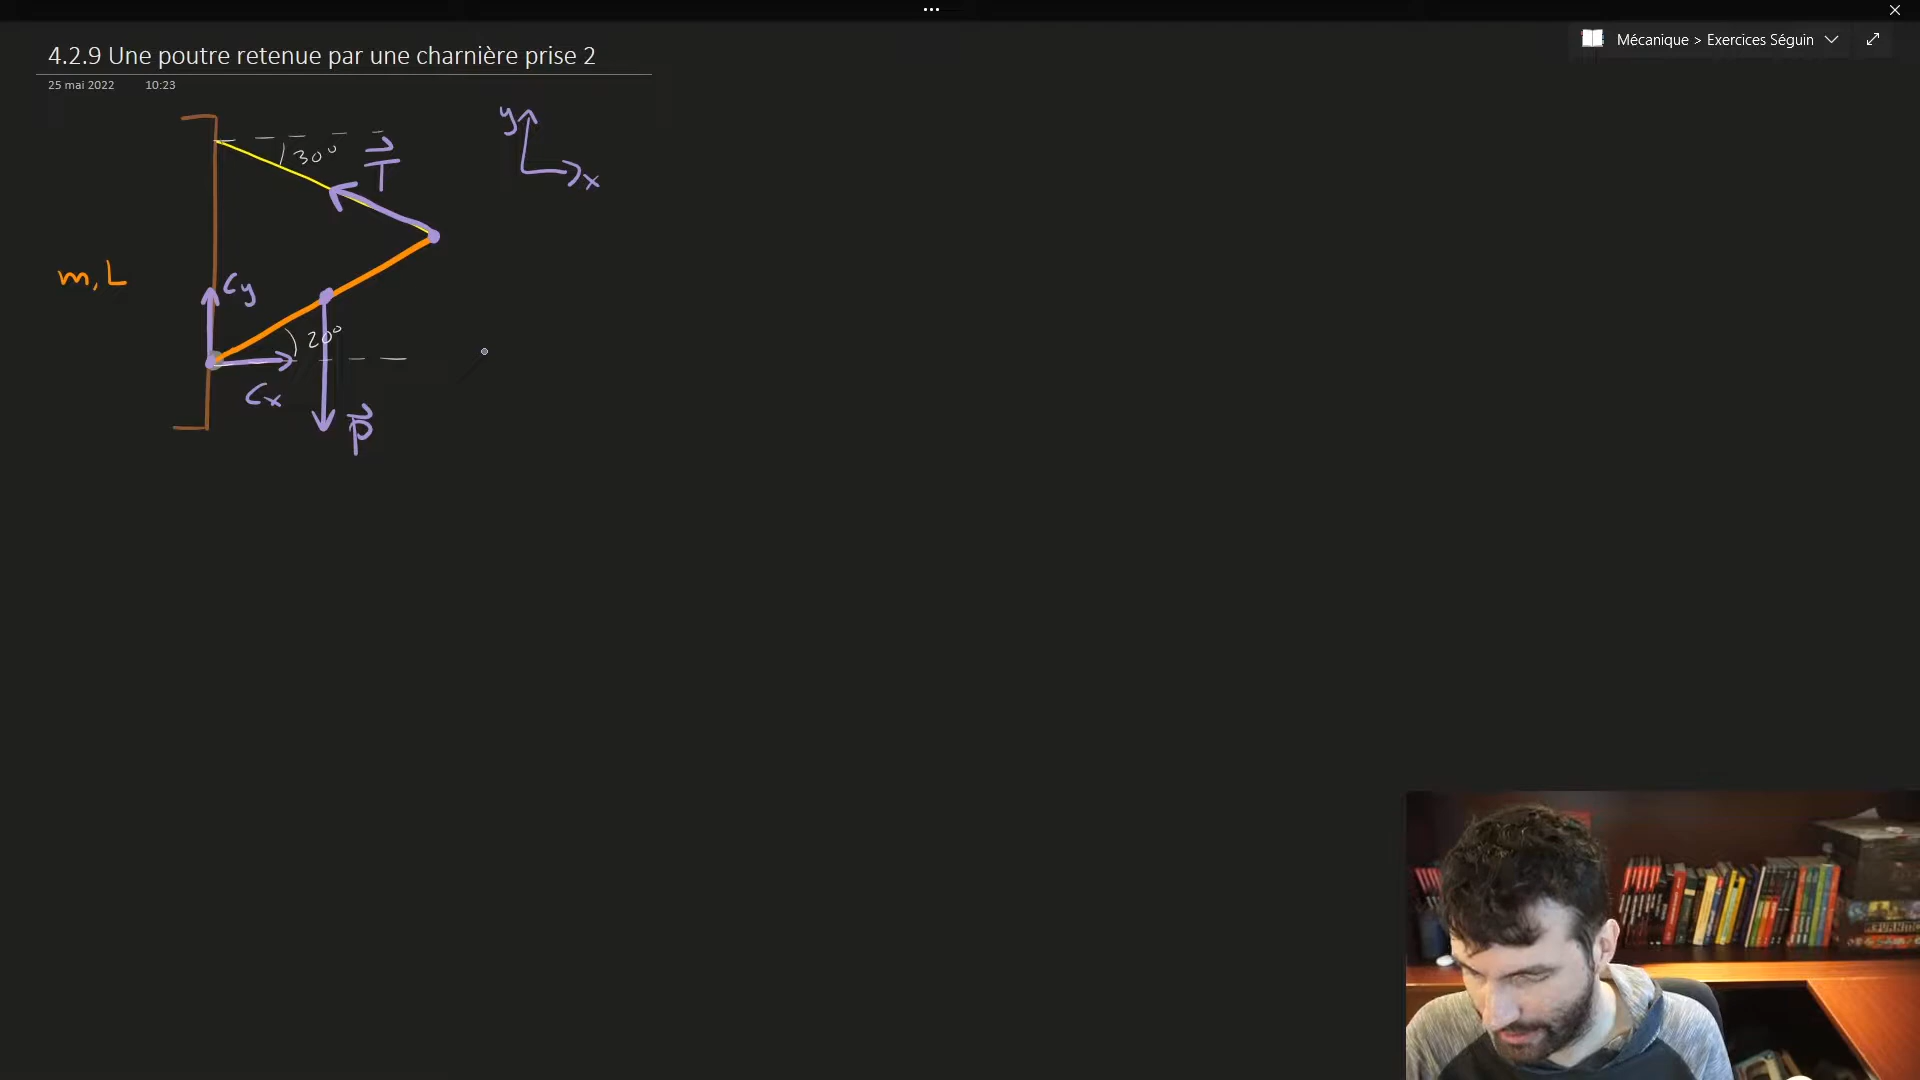 4.2.9 Une poutre retenue par une charnière prise 2
25 mai 2022 10:23
Mécanique > Exercices Séguin
y
x
30°
T
m, L
Cy
20°
Cx
P